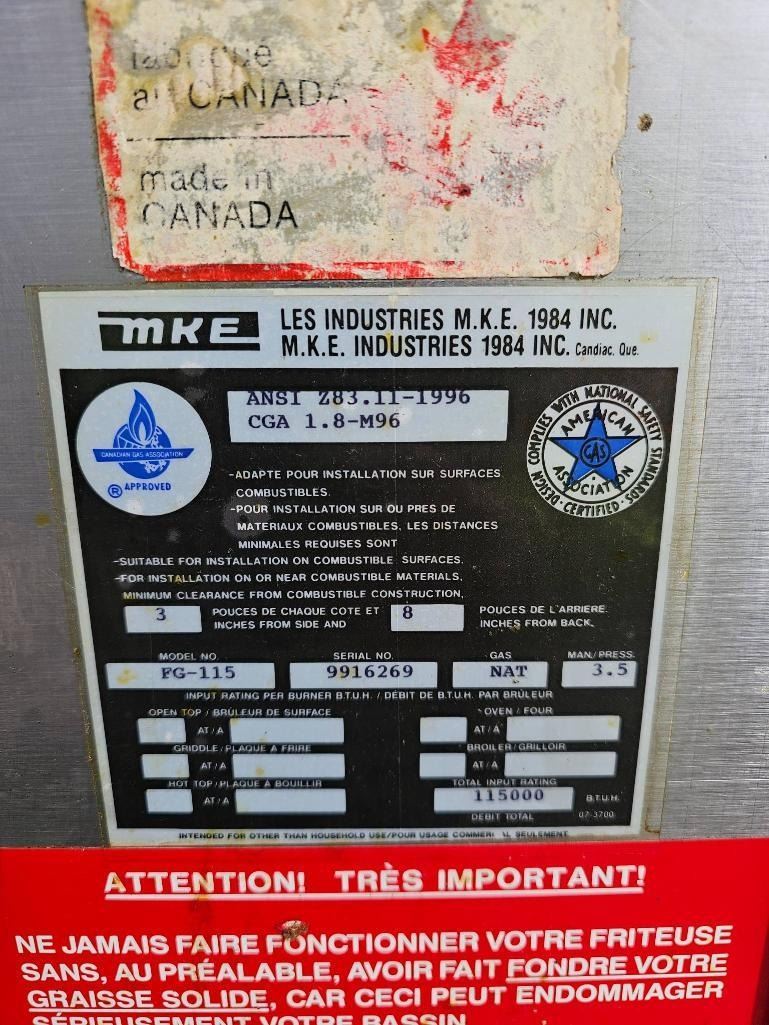 fabriqué
au CANADA
made in
CANADA
MKE
LES INDUSTRIES M.K.E. 1984 INC.
M.K.E. INDUSTRIES 1984 INC. Candiac, Que.
ANSI Z83.11-1996
CGA 1.8-M96
CANADIAN GAS ASSOCIATION
® APPROVED
DESIGN COMPLIES WITH NATIONAL SAFETY STANDARDS
AMERICAN
GAS
ASSOCIATION
CERTIFIED
-ADAPTE POUR INSTALLATION SUR SURFACES
COMBUSTIBLES.
-POUR INSTALLATION SUR OU PRES DE
MATERIAUX COMBUSTIBLES, LES DISTANCES
MINIMALES REQUISES SONT
-SUITABLE FOR INSTALLATION ON COMBUSTIBLE SURFACES.
-FOR INSTALLATION ON OR NEAR COMBUSTIBLE MATERIALS,
MINIMUM CLEARANCE FROM COMBUSTIBLE CONSTRUCTION,
3 POUCES DE CHAQUE COTE ET 8 POUCES DE L'ARRIERE.
INCHES FROM SIDE AND INCHES FROM BACK.
MODEL NO. SERIAL NO. GAS MAN./PRESS.
FG-115 9916269 NAT 3.5
INPUT RATING PER BURNER B.T.U.H. / DÉBIT DE B.T.U.H. PAR BRÛLEUR
OPEN TOP / BRÛLEUR DE SURFACE OVEN / FOUR
AT/A AT/A
GRIDDLE/PLAQUE A FRIRE BROILER/GRILLOIR
AT/A AT/A
HOT TOP/PLAQUE À BOUILLIR TOTAL INPUT RATING
AT/A 115000 B.T.U.H.
DEBIT TOTAL 07-3700
INTENDED FOR OTHER THAN HOUSEHOLD USE/POUR USAGE SEULEMENT
ATTENTION! TRÈS IMPORTANT!
NE JAMAIS FAIRE FONCTIONNER VOTRE FRITEUSE
SANS, AU PRÉALABLE, AVOIR FAIT FONDRE VOTRE
GRAISSE SOLIDE, CAR CECI PEUT ENDOMMAGER
SÉRIEUSEMENT VOTRE BASSIN